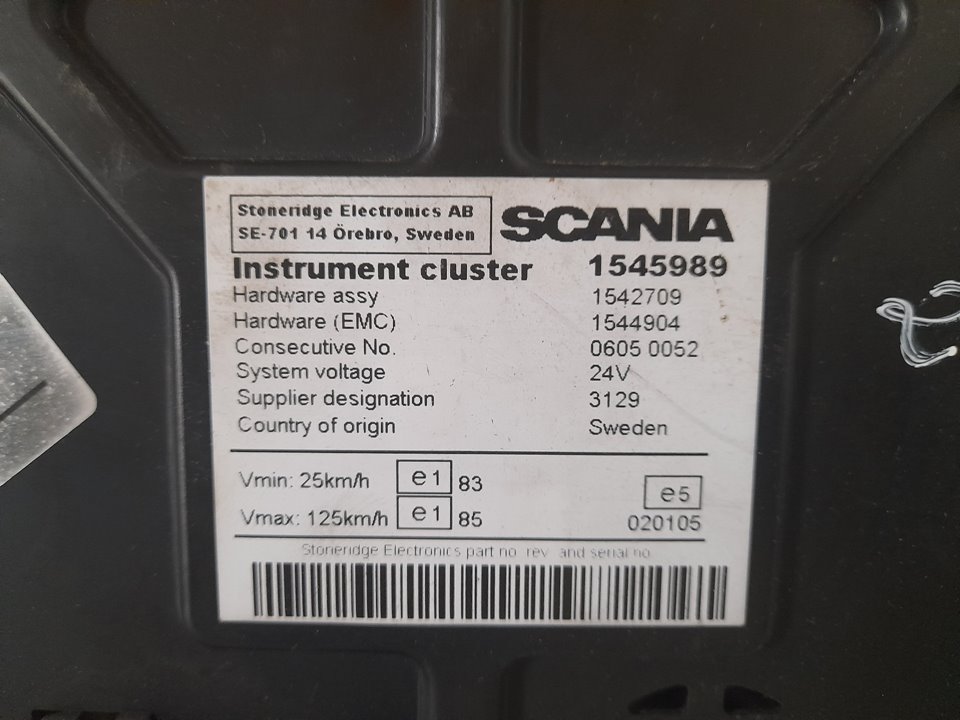 Stoneridge Electronics AB
SE-701 14 Örebro, Sweden
SCANIA
Instrument cluster 1545989
Hardware assy 1542709
Hardware (EMC) 1544904
Consecutive No. 0605 0052
System voltage 24V
Supplier designation 3129
Country of origin Sweden
Vmin: 25km/h e1 83
Vmax: 125km/h e1 85
e5
020105
Stoneridge Electronics part no rev and serial no